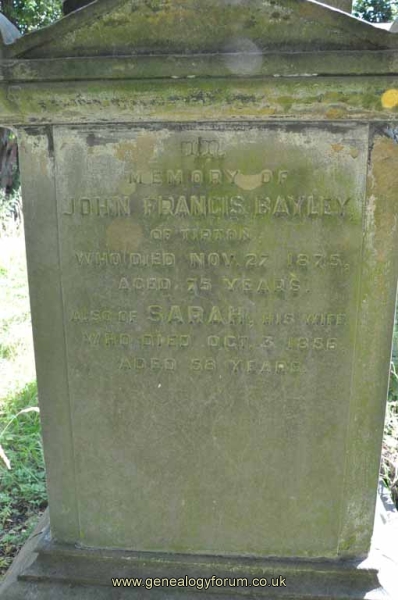 IN
MEMORY OF
JOHN FRANCIS BAYLEY
OF TIPTON,
WHO DIED NOV. 27 1875.
AGED 75 YEARS.
ALSO OF SARAH, HIS WIFE
WHO DIED OCT. 3 1856
AGED 58 YEARS
www.genealogyforum.co.uk